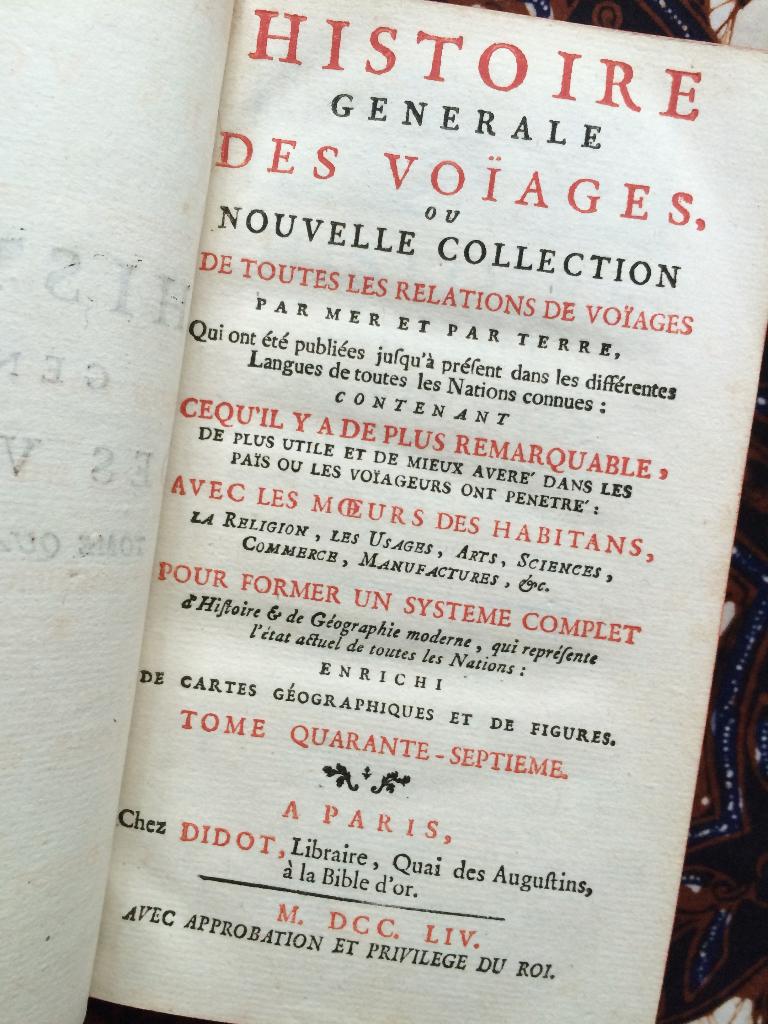 HISTOIRE
GENERALE
DES VOÏAGES,
OU
NOUVELLE COLLECTION
DE TOUTES LES RELATIONS DE VOÏAGES
PAR MER ET PAR TERRE,
Qui ont été publiées juſqu'à préſent dans les différentes
Langues de toutes les Nations connues :
CONTENANT
CEQU'IL Y A DE PLUS REMARQUABLE,
DE PLUS UTILE ET DE MIEUX AVERE' DANS LES
PAÏS OU LES VOÏAGEURS ONT PENETRE' :
AVEC LES MŒURS DES HABITANS,
LA RELIGION, LES USAGES, ARTS, SCIENCES,
COMMERCE, MANUFACTURES, &c.
POUR FORMER UN SYSTEME COMPLET
d'Hiſtoire & de Géographie moderne, qui repréſente
l'état actuel de toutes les Nations :
ENRICHI
DE CARTES GÉOGRAPHIQUES ET DE FIGURES.
TOME QUARANTE-SEPTIEME.
A PARIS,
Chez DIDOT, Libraire, Quai des Auguſtins,
à la Bible d'or.
M. DCC. LIV.
AVEC APPROBATION ET PRIVILEGE DU ROI.